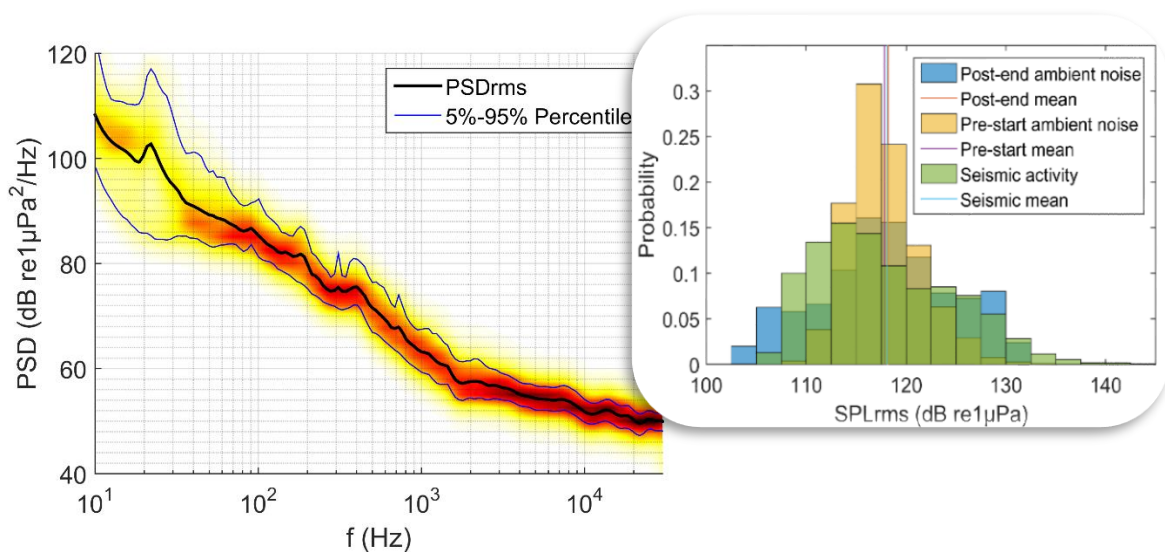 120
100
80
60
40
PSD (dB re1µPa²/Hz)
10¹
10²
10³
10⁴
f (Hz)
PSDrms
5%-95% Percentile
0.3
0.25
0.2
0.15
0.1
0.05
0
Probability
100
110
120
130
140
SPLrms (dB re1µPa)
Post-end ambient noise
Post-end mean
Pre-start ambient noise
Pre-start mean
Seismic activity
Seismic mean